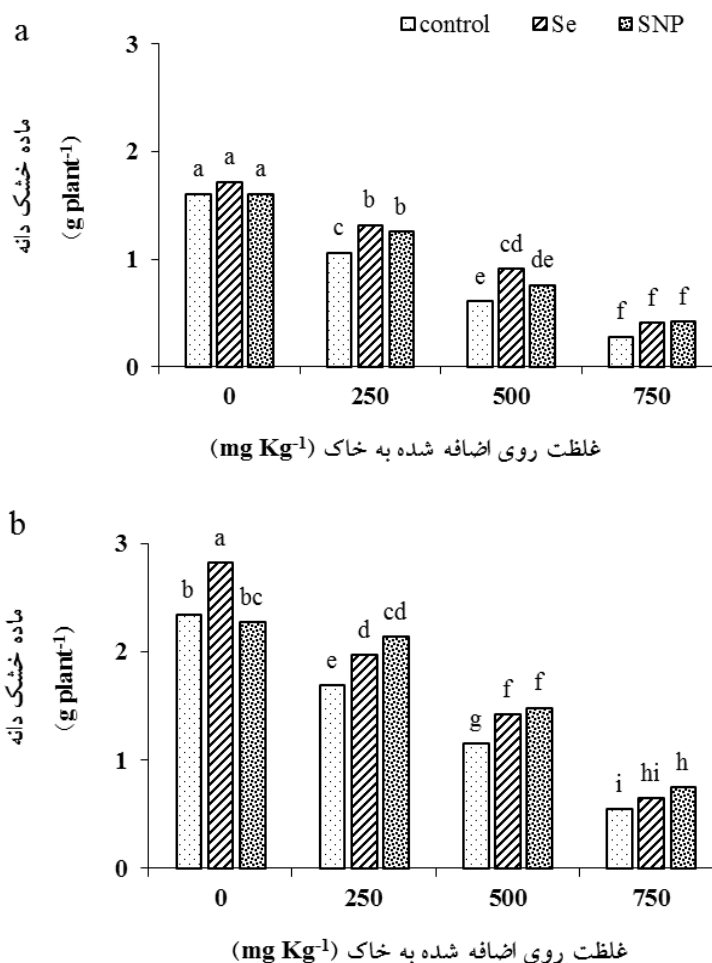 a
control Se SNP
ماده خشک دانه
(g plant-1)
3
2
1
0
a a a
c b b
e cd de
f f f
0 250 500 750
غلظت روی اضافه شده به خاک (mg Kg-1)
b
ماده خشک دانه
(g plant-1)
3
2
1
0
b a bc
e d cd
g f f
i hi h
0 250 500 750
غلظت روی اضافه شده به خاک (mg Kg-1)